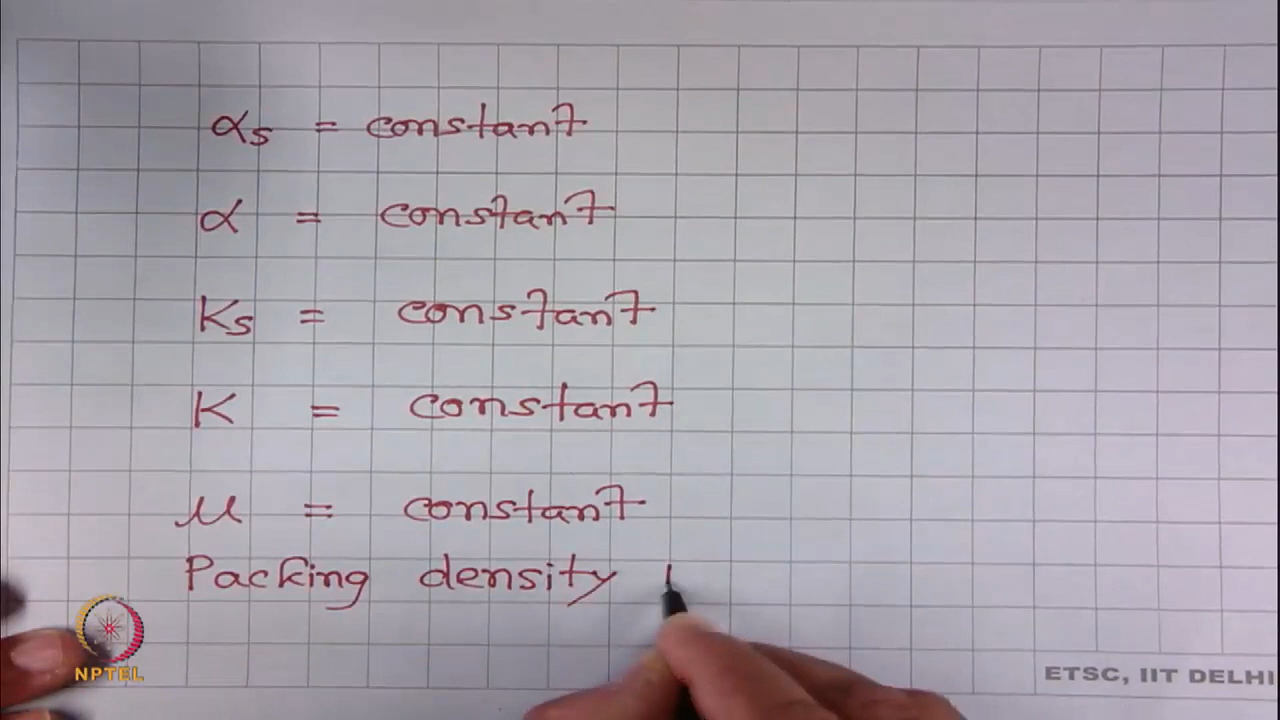 αs = constant
α = constant
Ks = constant
K = constant
μ = constant
Packing density
NPTEL
ETSC, IIT DELHI